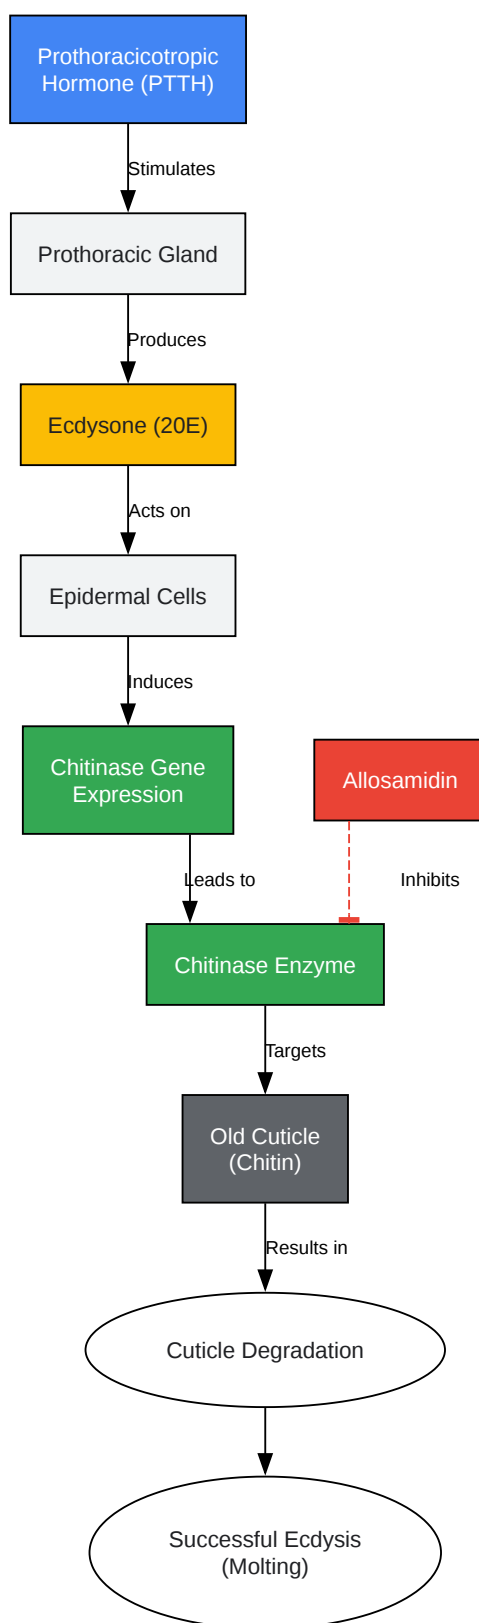 Prothoracicotropic
Hormone (PTTH)
Stimulates
Prothoracic Gland
Produces
Ecdysone (20E)
Acts on
Epidermal Cells
Induces
Chitinase Gene
Expression
Allosamidin
Leads to
Inhibits
Chitinase Enzyme
Targets
Old Cuticle
(Chitin)
Results in
Cuticle Degradation
Successful Ecdysis
(Molting)